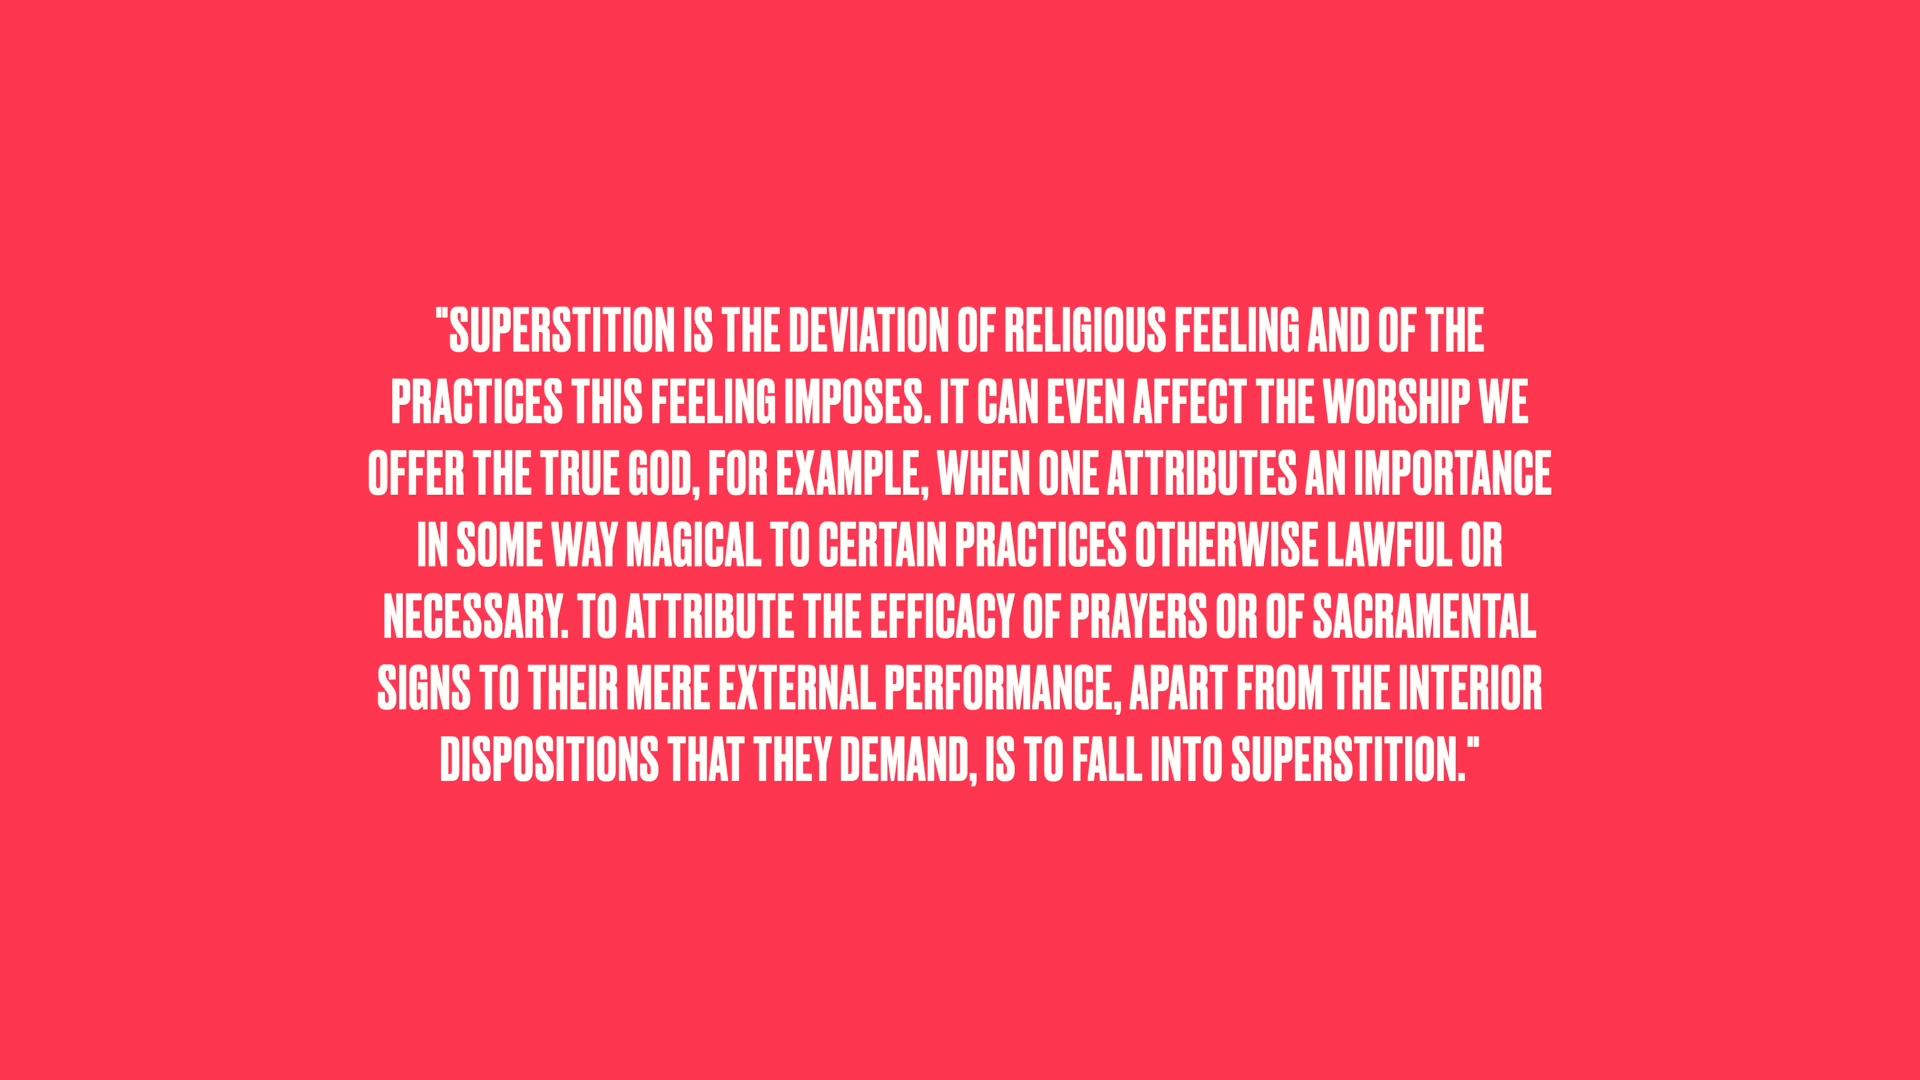 "SUPERSTITION IS THE DEVIATION OF RELIGIOUS FEELING AND OF THE
PRACTICES THIS FEELING IMPOSES. IT CAN EVEN AFFECT THE WORSHIP WE
OFFER THE TRUE GOD, FOR EXAMPLE, WHEN ONE ATTRIBUTES AN IMPORTANCE
IN SOME WAY MAGICAL TO CERTAIN PRACTICES OTHERWISE LAWFUL OR
NECESSARY. TO ATTRIBUTE THE EFFICACY OF PRAYERS OR OF SACRAMENTAL
SIGNS TO THEIR MERE EXTERNAL PERFORMANCE, APART FROM THE INTERIOR
DISPOSITIONS THAT THEY DEMAND, IS TO FALL INTO SUPERSTITION."